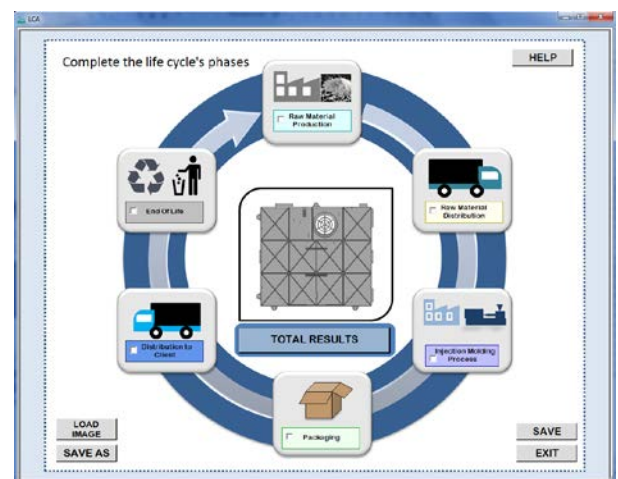 LCA
Complete the life cycle's phases
HELP
Raw Material
Production
Raw Material
Distribution
Injection Molding
Process
Packaging
Distribution to
Client
End Of Life
TOTAL RESULTS
LOAD
IMAGE
SAVE AS
SAVE
EXIT